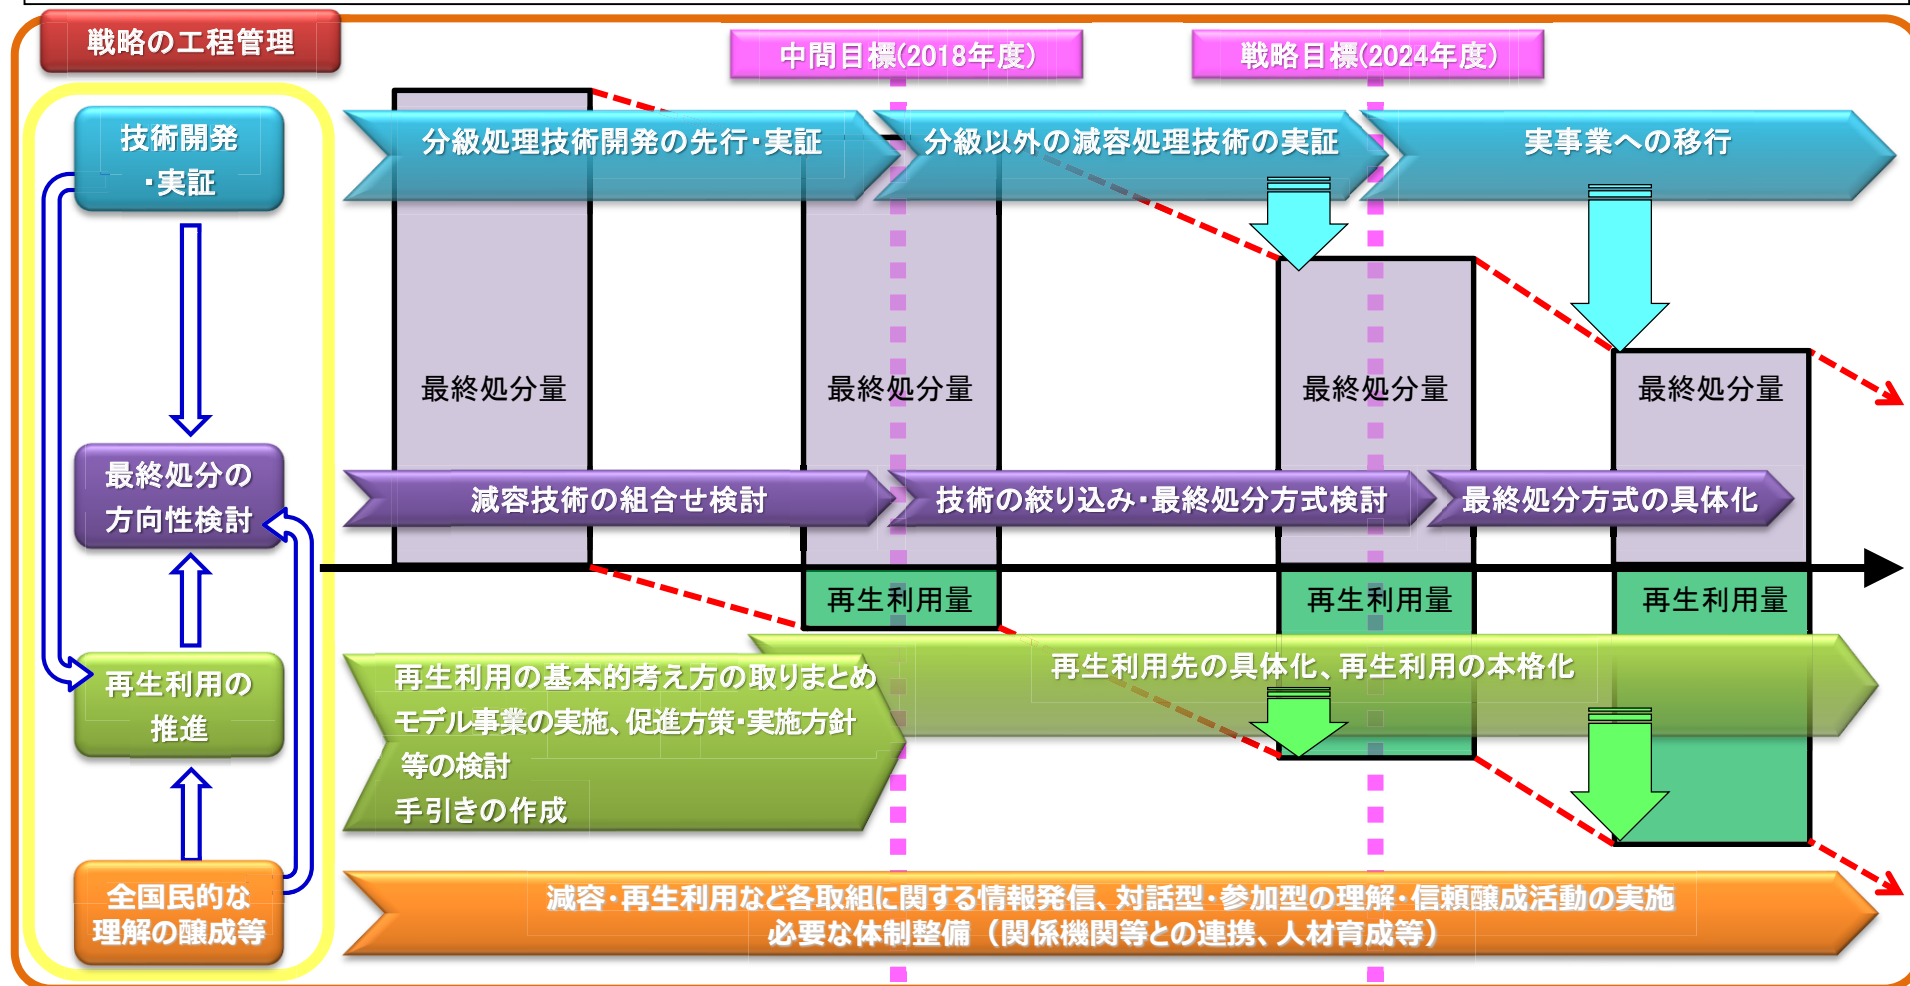 戦略の工程管理
中間目標(2018年度)
戦略目標(2024年度)
技術開発
・実証
分級処理技術開発の先行・実証
分級以外の減容処理技術の実証
実事業への移行
最終処分量
最終処分量
最終処分量
最終処分量
最終処分の
方向性検討
減容技術の組合せ検討
技術の絞り込み・最終処分方式検討
最終処分方式の具体化
再生利用量
再生利用量
再生利用量
再生利用の
推進
再生利用の基本的考え方の取りまとめ
モデル事業の実施、促進方策・実施方針
等の検討
手引きの作成
再生利用先の具体化、再生利用の本格化
全国民的な
理解の醸成等
減容・再生利用など各取組に関する情報発信、対話型・参加型の理解・信頼醸成活動の実施
必要な体制整備（関係機関等との連携、人材育成等）